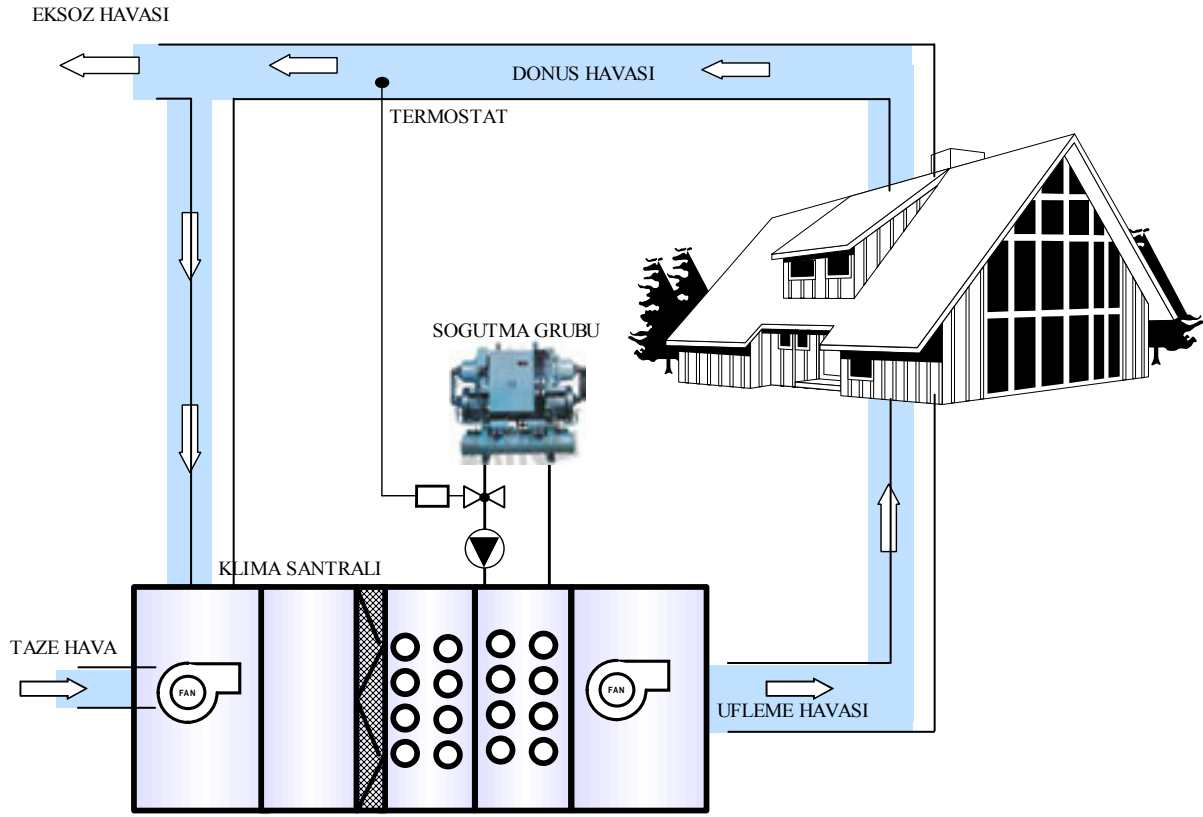 EKSOZ HAVASI
DONUS HAVASI
TERMOSTAT
SOGUTMA GRUBU
KLIMA SANTRALI
TAZE HAVA
FAN
FAN
UFLEME HAVASI